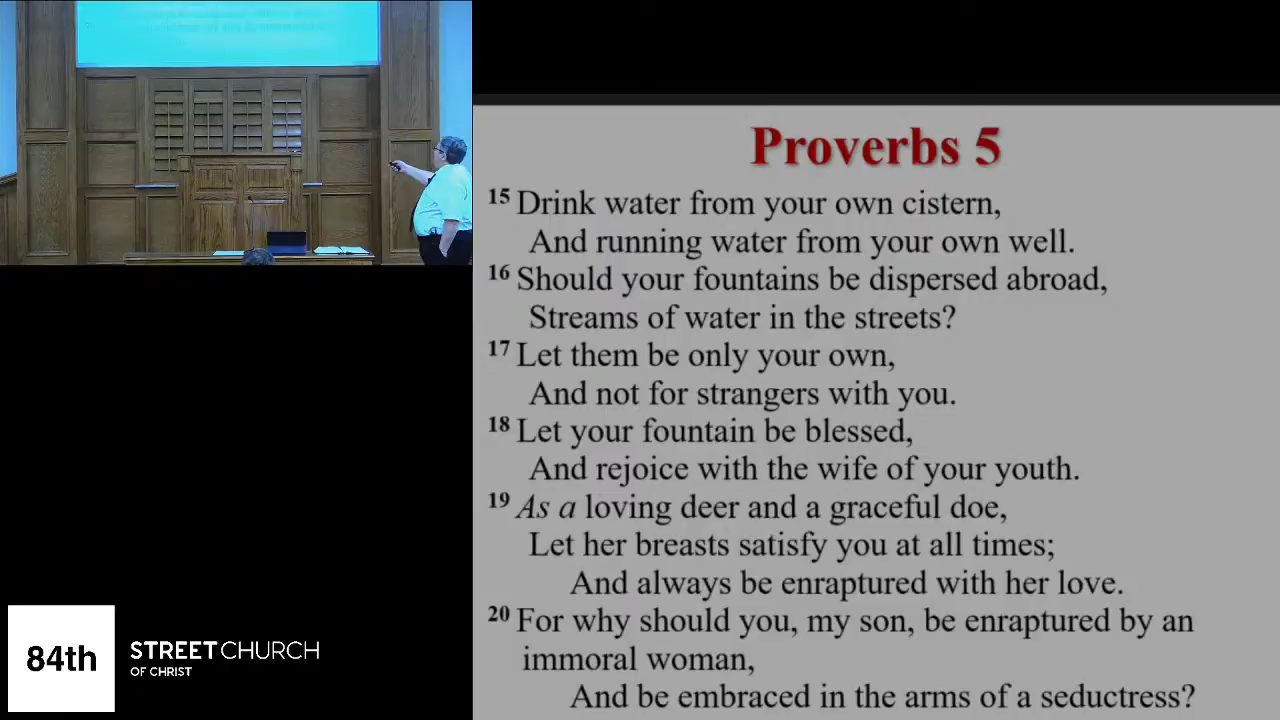 Proverbs 5
15 Drink water from your own cistern,
And running water from your own well.
16 Should your fountains be dispersed abroad,
Streams of water in the streets?
17 Let them be only your own,
And not for strangers with you.
18 Let your fountain be blessed,
And rejoice with the wife of your youth.
19 As a loving deer and a graceful doe,
Let her breasts satisfy you at all times;
And always be enraptured with her love.
20 For why should you, my son, be enraptured by an
immoral woman,
And be embraced in the arms of a seductress?
84th
STREET CHURCH
OF CHRIST